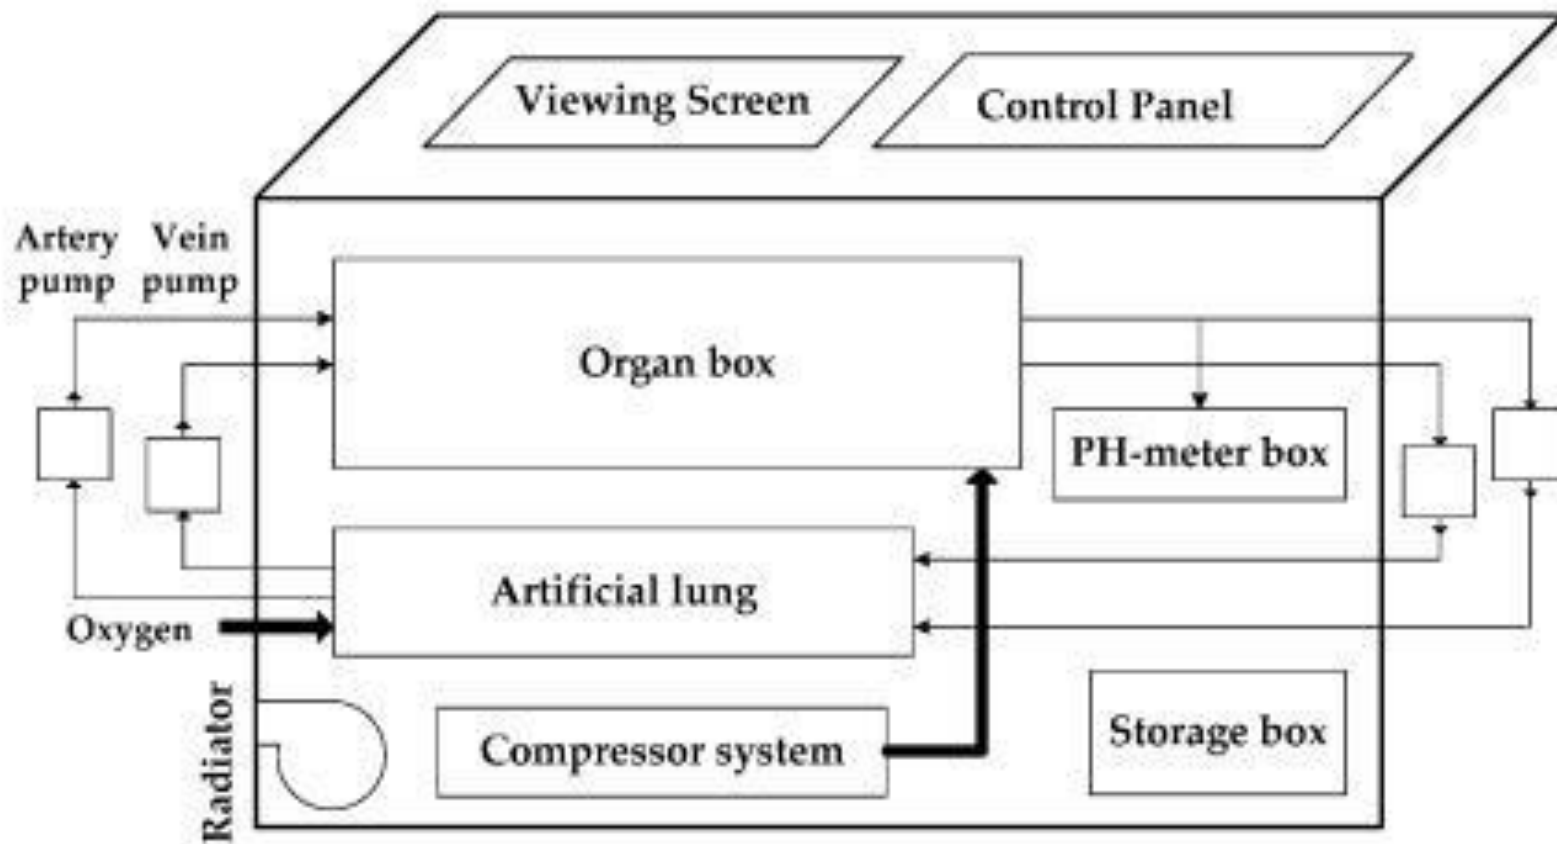 Viewing Screen
Control Panel
Artery pump
Vein pump
Organ box
PH-meter box
Artificial lung
Oxygen
Radiator
Compressor system
Storage box